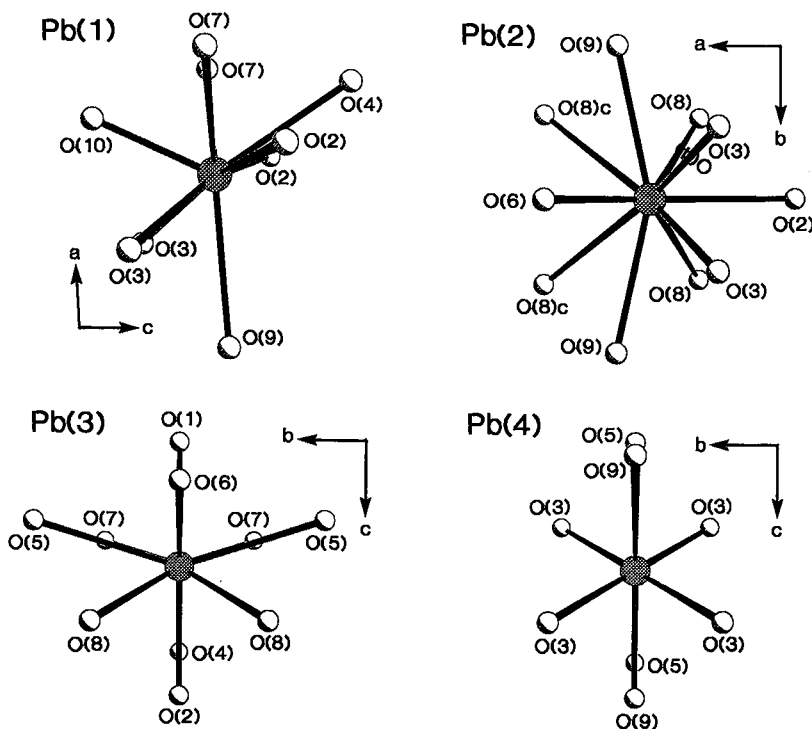 Pb(1)
O(7)
O(7)
O(4)
O(10)
O(2)
O(2)
O(3)
O(3)
a
c
O(9)
Pb(2)
O(9)
a
b
O(8)c
O(8)
O(3)
O
O(6)
O(2)
O(8)c
O(8)
O(3)
O(9)
Pb(3)
O(1)
b
c
O(6)
O(7)
O(7)
O(5)
O(5)
O(8)
O(8)
O(4)
O(2)
Pb(4)
O(5)
O(9)
b
c
O(3)
O(3)
O(3)
O(3)
O(5)
O(9)